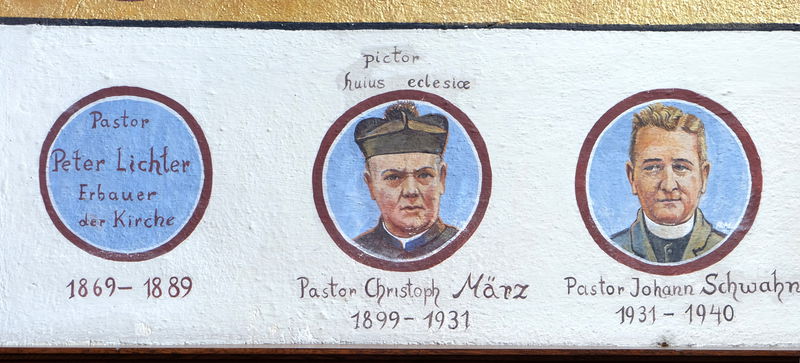 Pastor
Peter Lichter
Erbauer
der Kirche
1869- 1889
pictor
huius eclesiæ
Pastor Christoph März
1899- 1931
Pastor Johann Schwahn
1931 - 1940